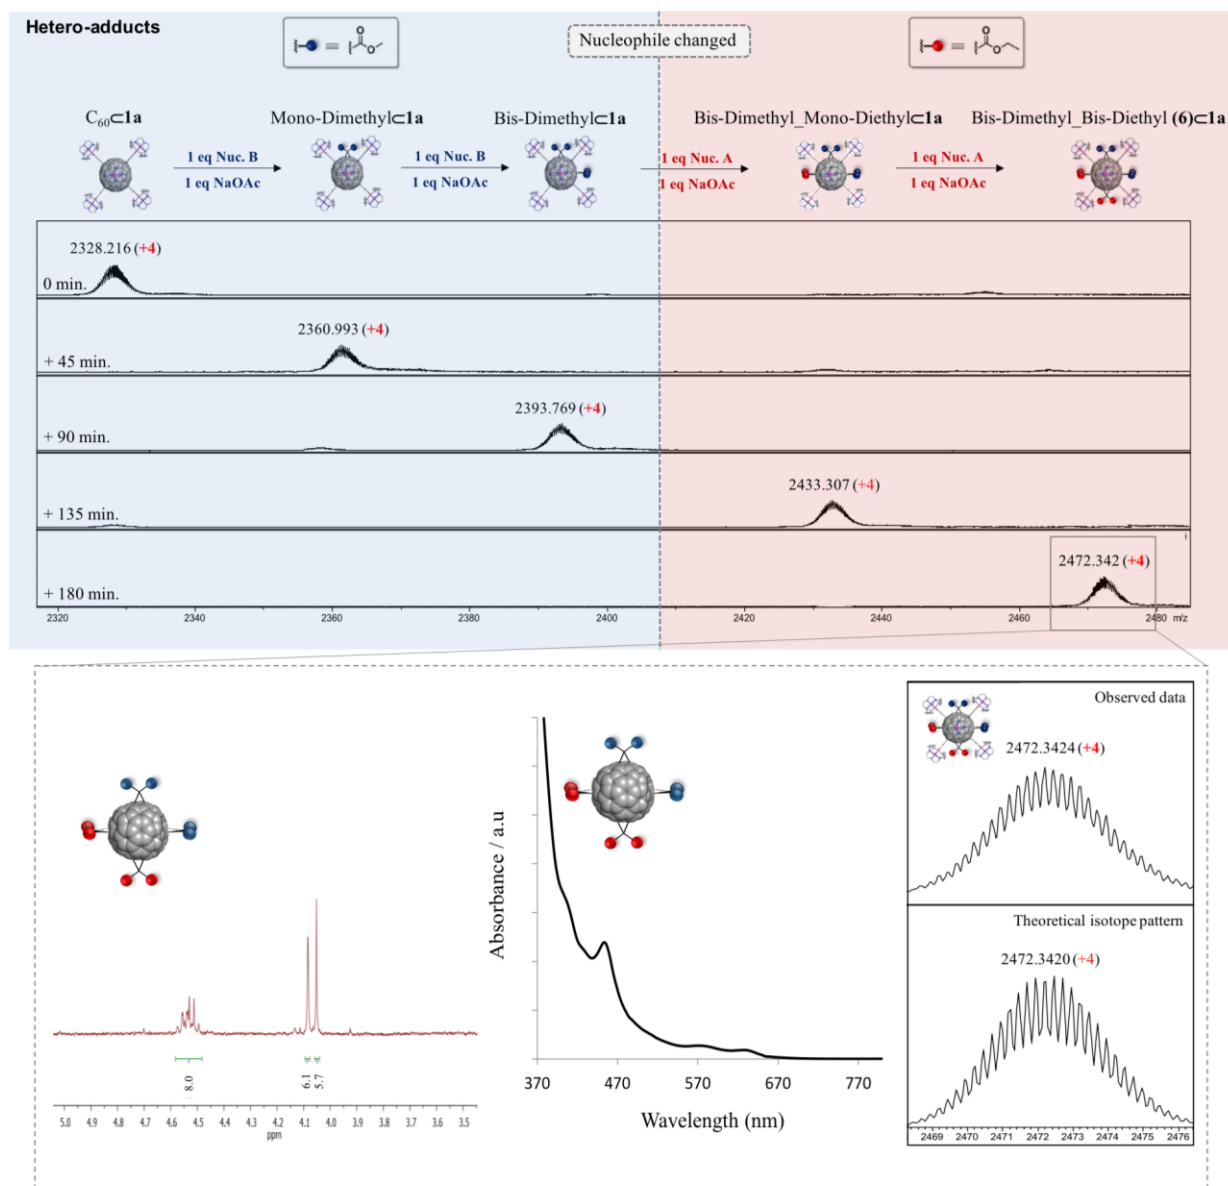 Hetero-adducts
O
O
Nucleophile changed
O
O
C60⊂1a
Mono-Dimethyl⊂1a
Bis-Dimethyl⊂1a
Bis-Dimethyl_Mono-Diethyl⊂1a
Bis-Dimethyl_Bis-Diethyl (6)⊂1a
1 eq Nuc. B
1 eq NaOAc
1 eq Nuc. B
1 eq NaOAc
1 eq Nuc. A
1 eq NaOAc
1 eq Nuc. A
1 eq NaOAc
2328.216 (+4)
0 min.
2360.993 (+4)
+ 45 min.
2393.769 (+4)
+ 90 min.
2433.307 (+4)
+ 135 min.
2472.342 (+4)
+ 180 min.
2320 2340 2360 2380 2400 2420 2440 2460 2480 m/z
8.0
6.1
5.7
5.0 4.9 4.8 4.7 4.6 4.5 4.4 4.3 4.2 4.1 4.0 3.9 3.8 3.7 3.6 3.5
ppm
Absorbance / a.u
370 470 570 670 770
Wavelength (nm)
Observed data
2472.3424 (+4)
Theoretical isotope pattern
2472.3420 (+4)
2469 2470 2471 2472 2473 2474 2475 2476